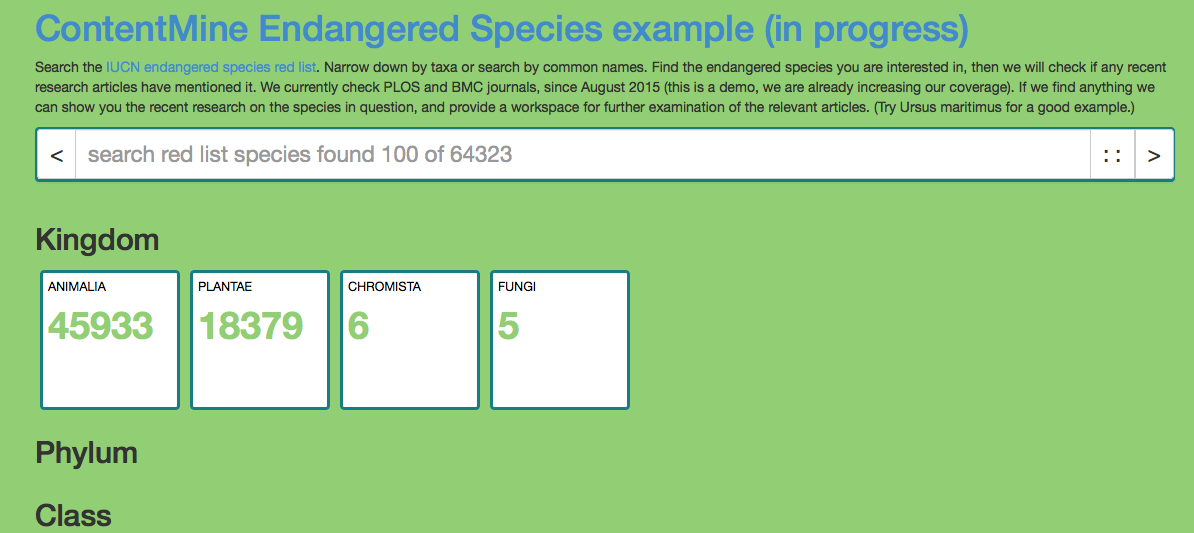 ContentMine Endangered Species example (in progress)
Search the IUCN endangered species red list. Narrow down by taxa or search by common names. Find the endangered species you are interested in, then we will check if any recent
research articles have mentioned it. We currently check PLOS and BMC journals, since August 2015 (this is a demo, we are already increasing our coverage). If we find anything we
can show you the recent research on the species in question, and provide a workspace for further examination of the relevant articles. (Try Ursus maritimus for a good example.)
< search red list species found 100 of 64323 :: >
Kingdom
ANIMALIA PLANTAE CHROMISTA FUNGI
45933 18379 6 5
Phylum
Class